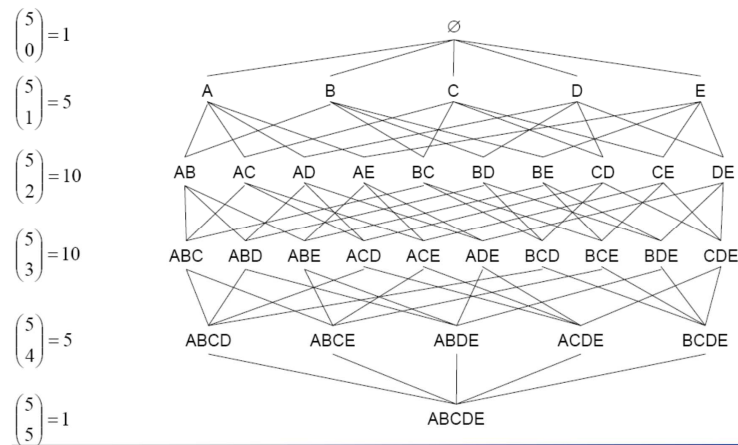 (5 0) = 1
∅
(5 1) = 5
A B C D E
(5 2) = 10
AB AC AD AE BC BD BE CD CE DE
(5 3) = 10
ABC ABD ABE ACD ACE ADE BCD BCE BDE CDE
(5 4) = 5
ABCD ABCE ABDE ACDE BCDE
(5 5) = 1
ABCDE